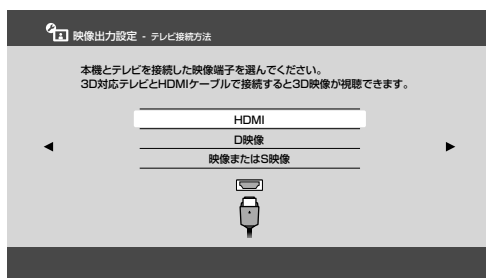 映像出力設定 - テレビ接続方法
本機とテレビを接続した映像端子を選んでください。
3D対応テレビとHDMIケーブルで接続すると3D映像が視聴できます。
HDMI
D映像
映像またはS映像